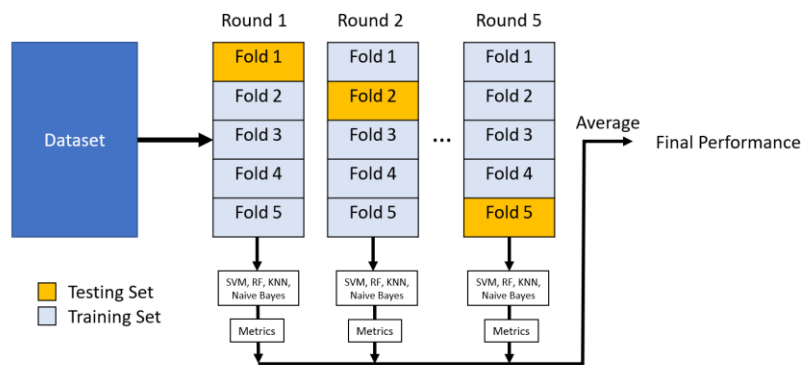 Round 1
Round 2
Round 5
Dataset
Fold 1
Fold 2
Fold 3
Fold 4
Fold 5
Fold 1
Fold 2
Fold 3
Fold 4
Fold 5
...
Fold 1
Fold 2
Fold 3
Fold 4
Fold 5
Average
Final Performance
Testing Set
Training Set
SVM, RF, KNN,
Naive Bayes
SVM, RF, KNN,
Naive Bayes
SVM, RF, KNN,
Naive Bayes
Metrics
Metrics
Metrics